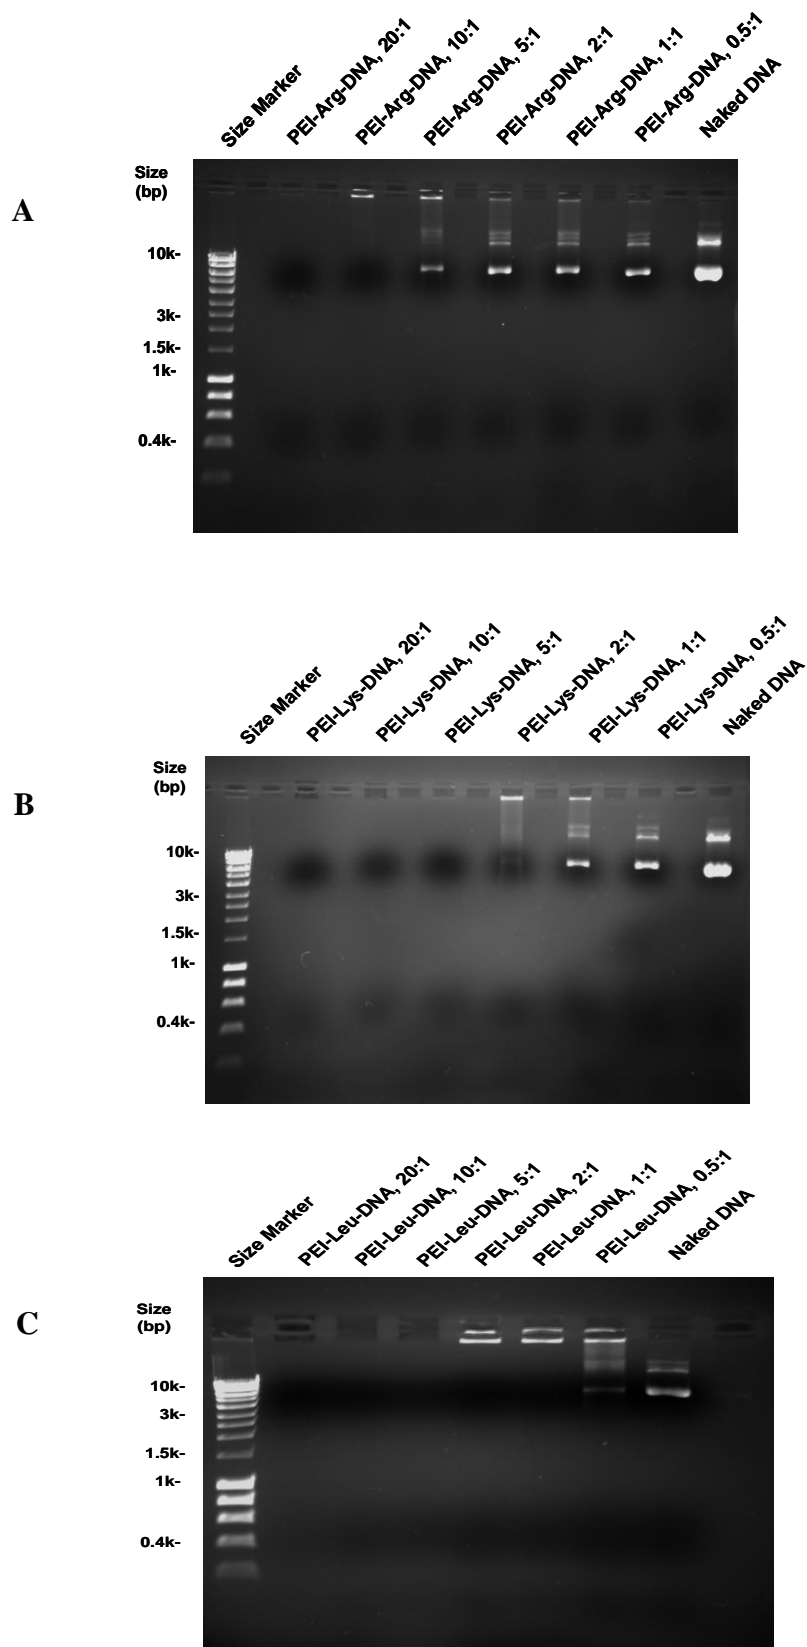 Size Marker
PEI-Arg-DNA, 20:1
PEI-Arg-DNA, 10:1
PEI-Arg-DNA, 5:1
PEI-Arg-DNA, 2:1
PEI-Arg-DNA, 1:1
PEI-Arg-DNA, 0.5:1
Naked DNA
A
Size
(bp)
10k-
3k-
1.5k-
1k-
0.4k-
Size Marker
PEI-Lys-DNA, 20:1
PEI-Lys-DNA, 10:1
PEI-Lys-DNA, 5:1
PEI-Lys-DNA, 2:1
PEI-Lys-DNA, 1:1
PEI-Lys-DNA, 0.5:1
Naked DNA
B
Size
(bp)
10k-
3k-
1.5k-
1k-
0.4k-
Size Marker
PEI-Leu-DNA, 20:1
PEI-Leu-DNA, 10:1
PEI-Leu-DNA, 5:1
PEI-Leu-DNA, 2:1
PEI-Leu-DNA, 1:1
PEI-Leu-DNA, 0.5:1
Naked DNA
C
Size
(bp)
10k-
3k-
1.5k-
1k-
0.4k-